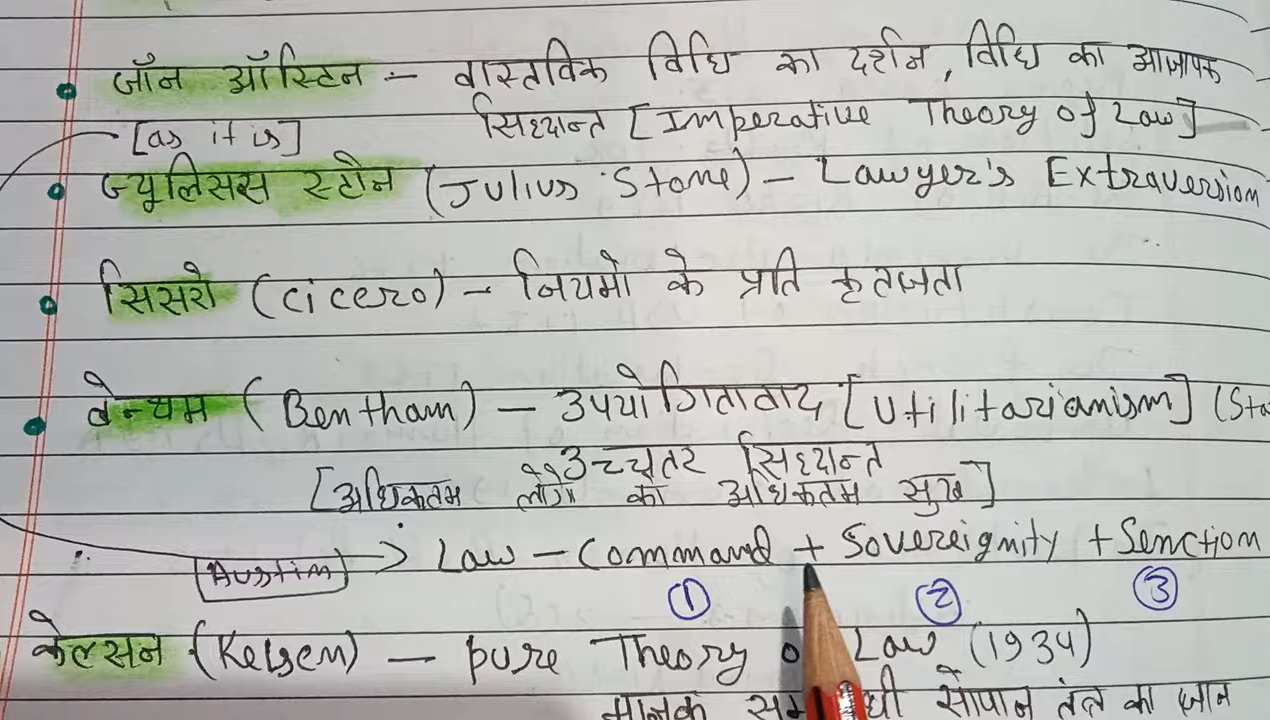 जॉन ऑस्टिन - वास्तविक विधि का दर्शन, विधि का आज्ञापक
[as it is] सिध्दान्त [Imperative Theory of Law]
ज्यूलिसस स्टोन (Julius Stone) - Lawyer's Extraversion
सिसरो (Cicero) - नियमो के प्रति कृतज्ञता
बेन्थम (Bentham) - उपयोगितावाद [Utilitarianism]
उच्चतर सिध्दान्त
[अधिकतम लोगो का अधिकतम सुख]
Austin → Law - Command + Sovereignity + Senction
① ② ③
केल्सन (Kelsen) - pure Theory Law (1934)
मानक सोपान तंत्र का ज्ञान